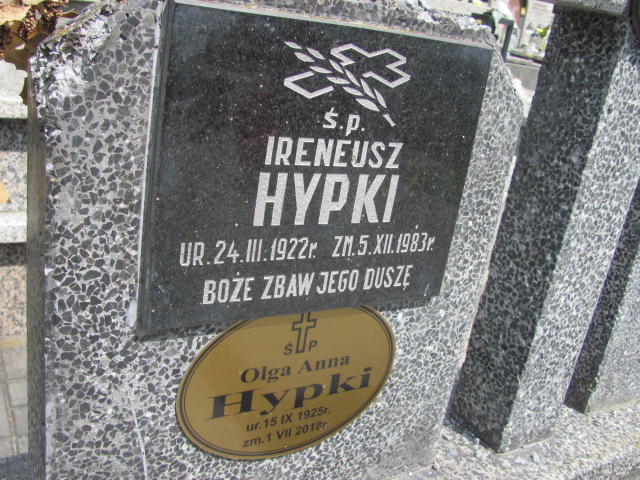 ś.p.
IRENEUSZ
HYPKI
UR. 24.III.1922r. ZM. 5.XII.1983r.
BOŻE ZBAW JEGO DUSZĘ
Ś P
Olga Anna
Hypki
ur.15 IX 1925r.
zm.1 VII 2018r.